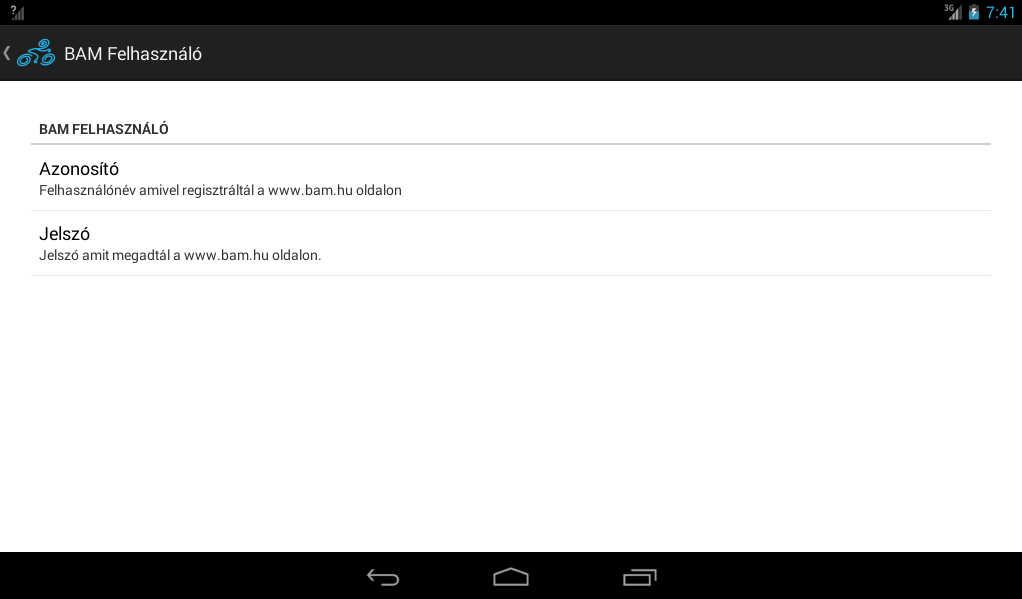 ?
3G
7:41
BAM Felhasználó
BAM FELHASZNÁLÓ
Azonosító
Felhasználónév amivel regisztráltál a www.bam.hu oldalon
Jelszó
Jelszó amit megadtál a www.bam.hu oldalon.